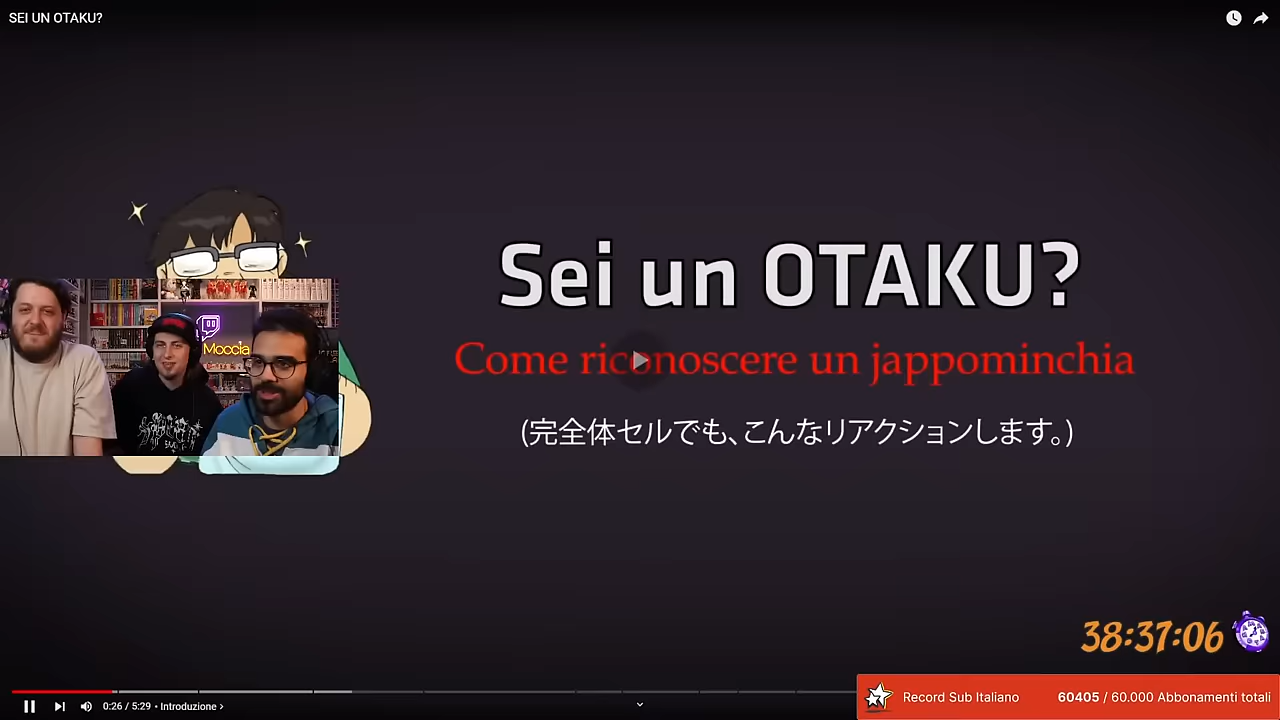 SEI UN OTAKU?
Sei un OTAKU?
Come riconoscere un jappominchia
(完全体セルでも、こんなリアクションします。)
Moccia
38:37:06
Record Sub Italiano 60405 / 60.000 Abbonamenti totali
0:26 / 5:29 • Introduzione ›